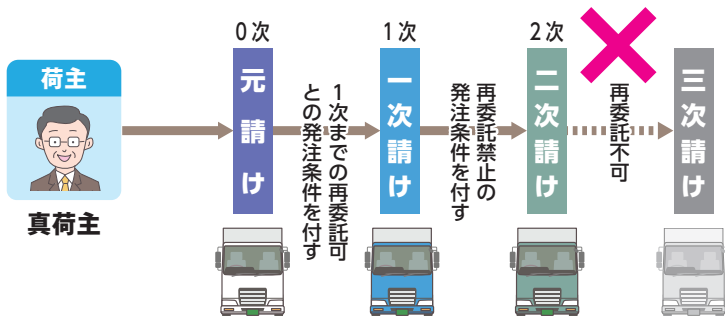 荷主
真荷主
0次
元請け
1次までの再委託可
との発注条件を付す
1次
一次請け
再委託禁止の
発注条件を付す
2次
二次請け
再委託不可
三次請け